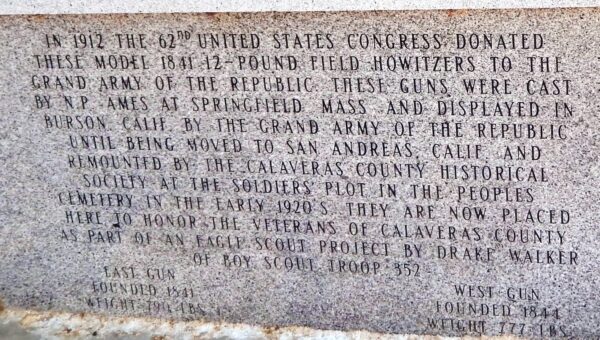 IN 1912 THE 62ND UNITED STATES CONGRESS DONATED
THESE MODEL 1841 12-POUND FIELD HOWITZERS TO THE
GRAND ARMY OF THE REPUBLIC. THESE GUNS WERE CAST
BY N.P. AMES AT SPRINGFIELD, MASS. AND DISPLAYED IN
BURSON, CALIF. BY THE GRAND ARMY OF THE REPUBLIC
UNTIL BEING MOVED TO SAN ANDREAS, CALIF. AND
REMOUNTED BY THE CALAVERAS COUNTY HISTORICAL
SOCIETY AT THE SOLDIERS' PLOT IN THE PEOPLES
CEMETERY IN THE EARLY 1920'S. THEY ARE NOW PLACED
HERE TO HONOR THE VETERANS OF CALAVERAS COUNTY
AS PART OF AN EAGLE SCOUT PROJECT BY DRAKE WALKER
OF BOY SCOUT TROOP 352
EAST GUN
FOUNDED 1841
WEIGHT LBS.
WEST GUN
FOUNDED 1844
WEIGHT 777 LBS.